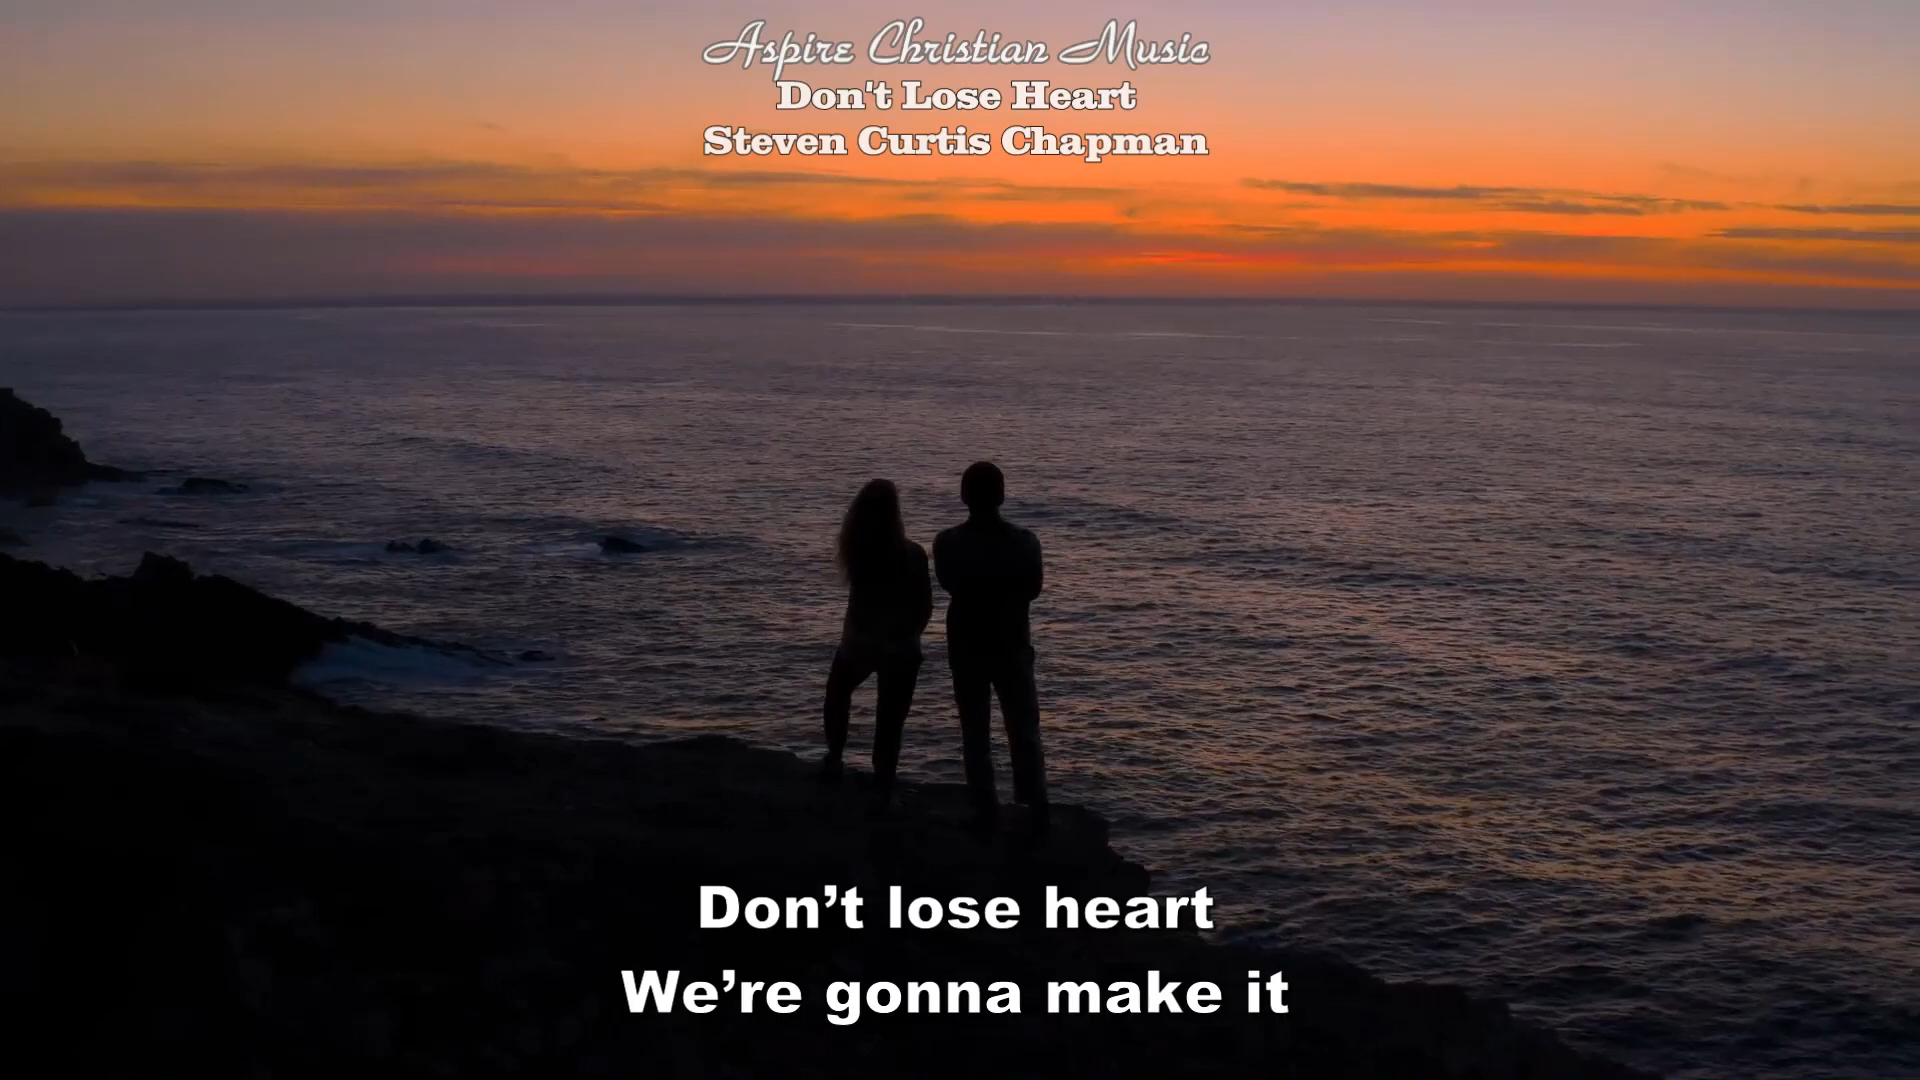 Aspire Christian Music
Don't Lose Heart
Steven Curtis Chapman
Don’t lose heart
We’re gonna make it